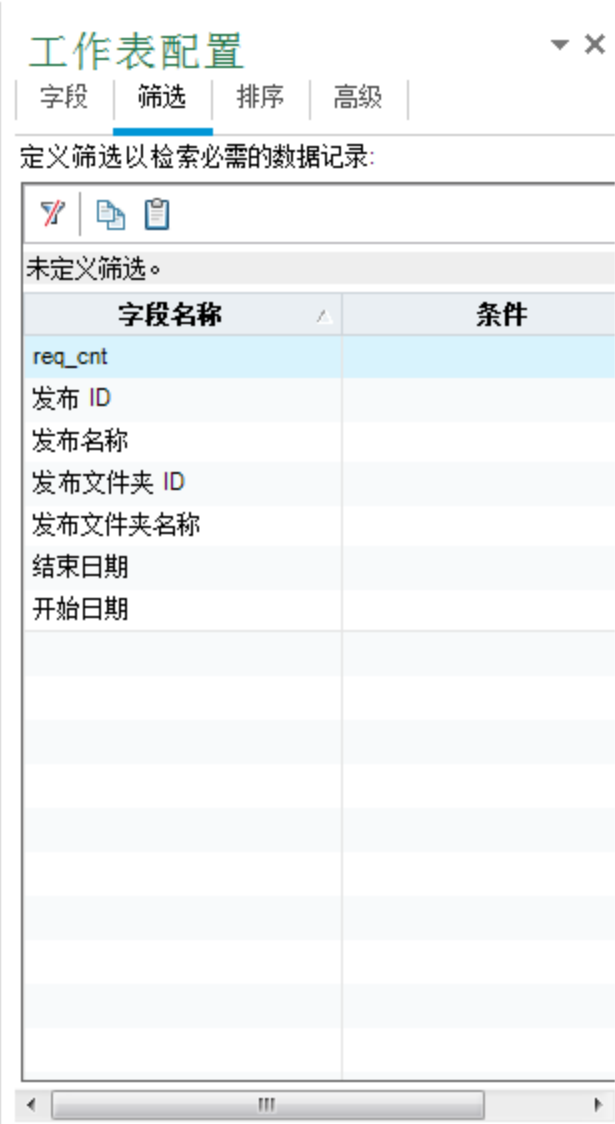 工作表配置
字段 筛选 排序 高级
定义筛选以检索必需的数据记录:
未定义筛选。
字段名称 条件
req_cnt
发布 ID
发布名称
发布文件夹 ID
发布文件夹名称
结束日期
开始日期